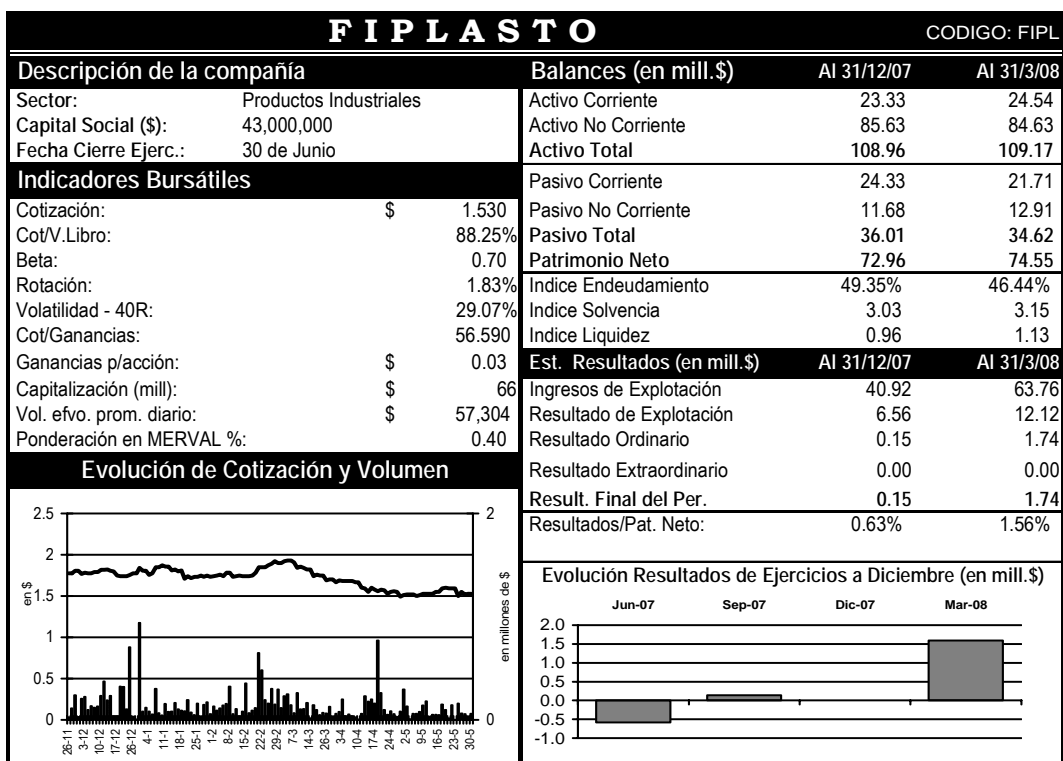 FIPLASTO CODIGO: FIPL
Descripción de la compañía
Sector: Productos Industriales
Capital Social ($): 43,000,000
Fecha Cierre Ejerc.: 30 de Junio
Indicadores Bursátiles
Cotización: $ 1.530
Cot/V.Libro: 88.25%
Beta: 0.70
Rotación: 1.83%
Volatilidad - 40R: 29.07%
Cot/Ganancias: 56.590
Ganancias p/acción: $ 0.03
Capitalización (mill): $ 66
Vol. efvo. prom. diario: $ 57,304
Ponderación en MERVAL %: 0.40
Evolución de Cotización y Volumen
2.5
2
1.5
1
0.5
0
en $
2
0
en millones de $
26-11 3-12 10-12 17-12 26-12 4-1 11-1 18-1 25-1 1-2 8-2 15-2 22-2 29-2 7-3 14-3 26-3 3-4 10-4 17-4 24-4 2-5 9-5 16-5 23-5 30-5
Balances (en mill.$) Al 31/12/07 Al 31/3/08
Activo Corriente 23.33 24.54
Activo No Corriente 85.63 84.63
Activo Total 108.96 109.17
Pasivo Corriente 24.33 21.71
Pasivo No Corriente 11.68 12.91
Pasivo Total 36.01 34.62
Patrimonio Neto 72.96 74.55
Indice Endeudamiento 49.35% 46.44%
Indice Solvencia 3.03 3.15
Indice Liquidez 0.96 1.13
Est. Resultados (en mill.$) Al 31/12/07 Al 31/3/08
Ingresos de Explotación 40.92 63.76
Resultado de Explotación 6.56 12.12
Resultado Ordinario 0.15 1.74
Resultado Extraordinario 0.00 0.00
Result. Final del Per. 0.15 1.74
Resultados/Pat. Neto: 0.63% 1.56%
Evolución Resultados de Ejercicios a Diciembre (en mill.$)
Jun-07 Sep-07 Dic-07 Mar-08
2.0
1.5
1.0
0.5
0.0
-0.5
-1.0